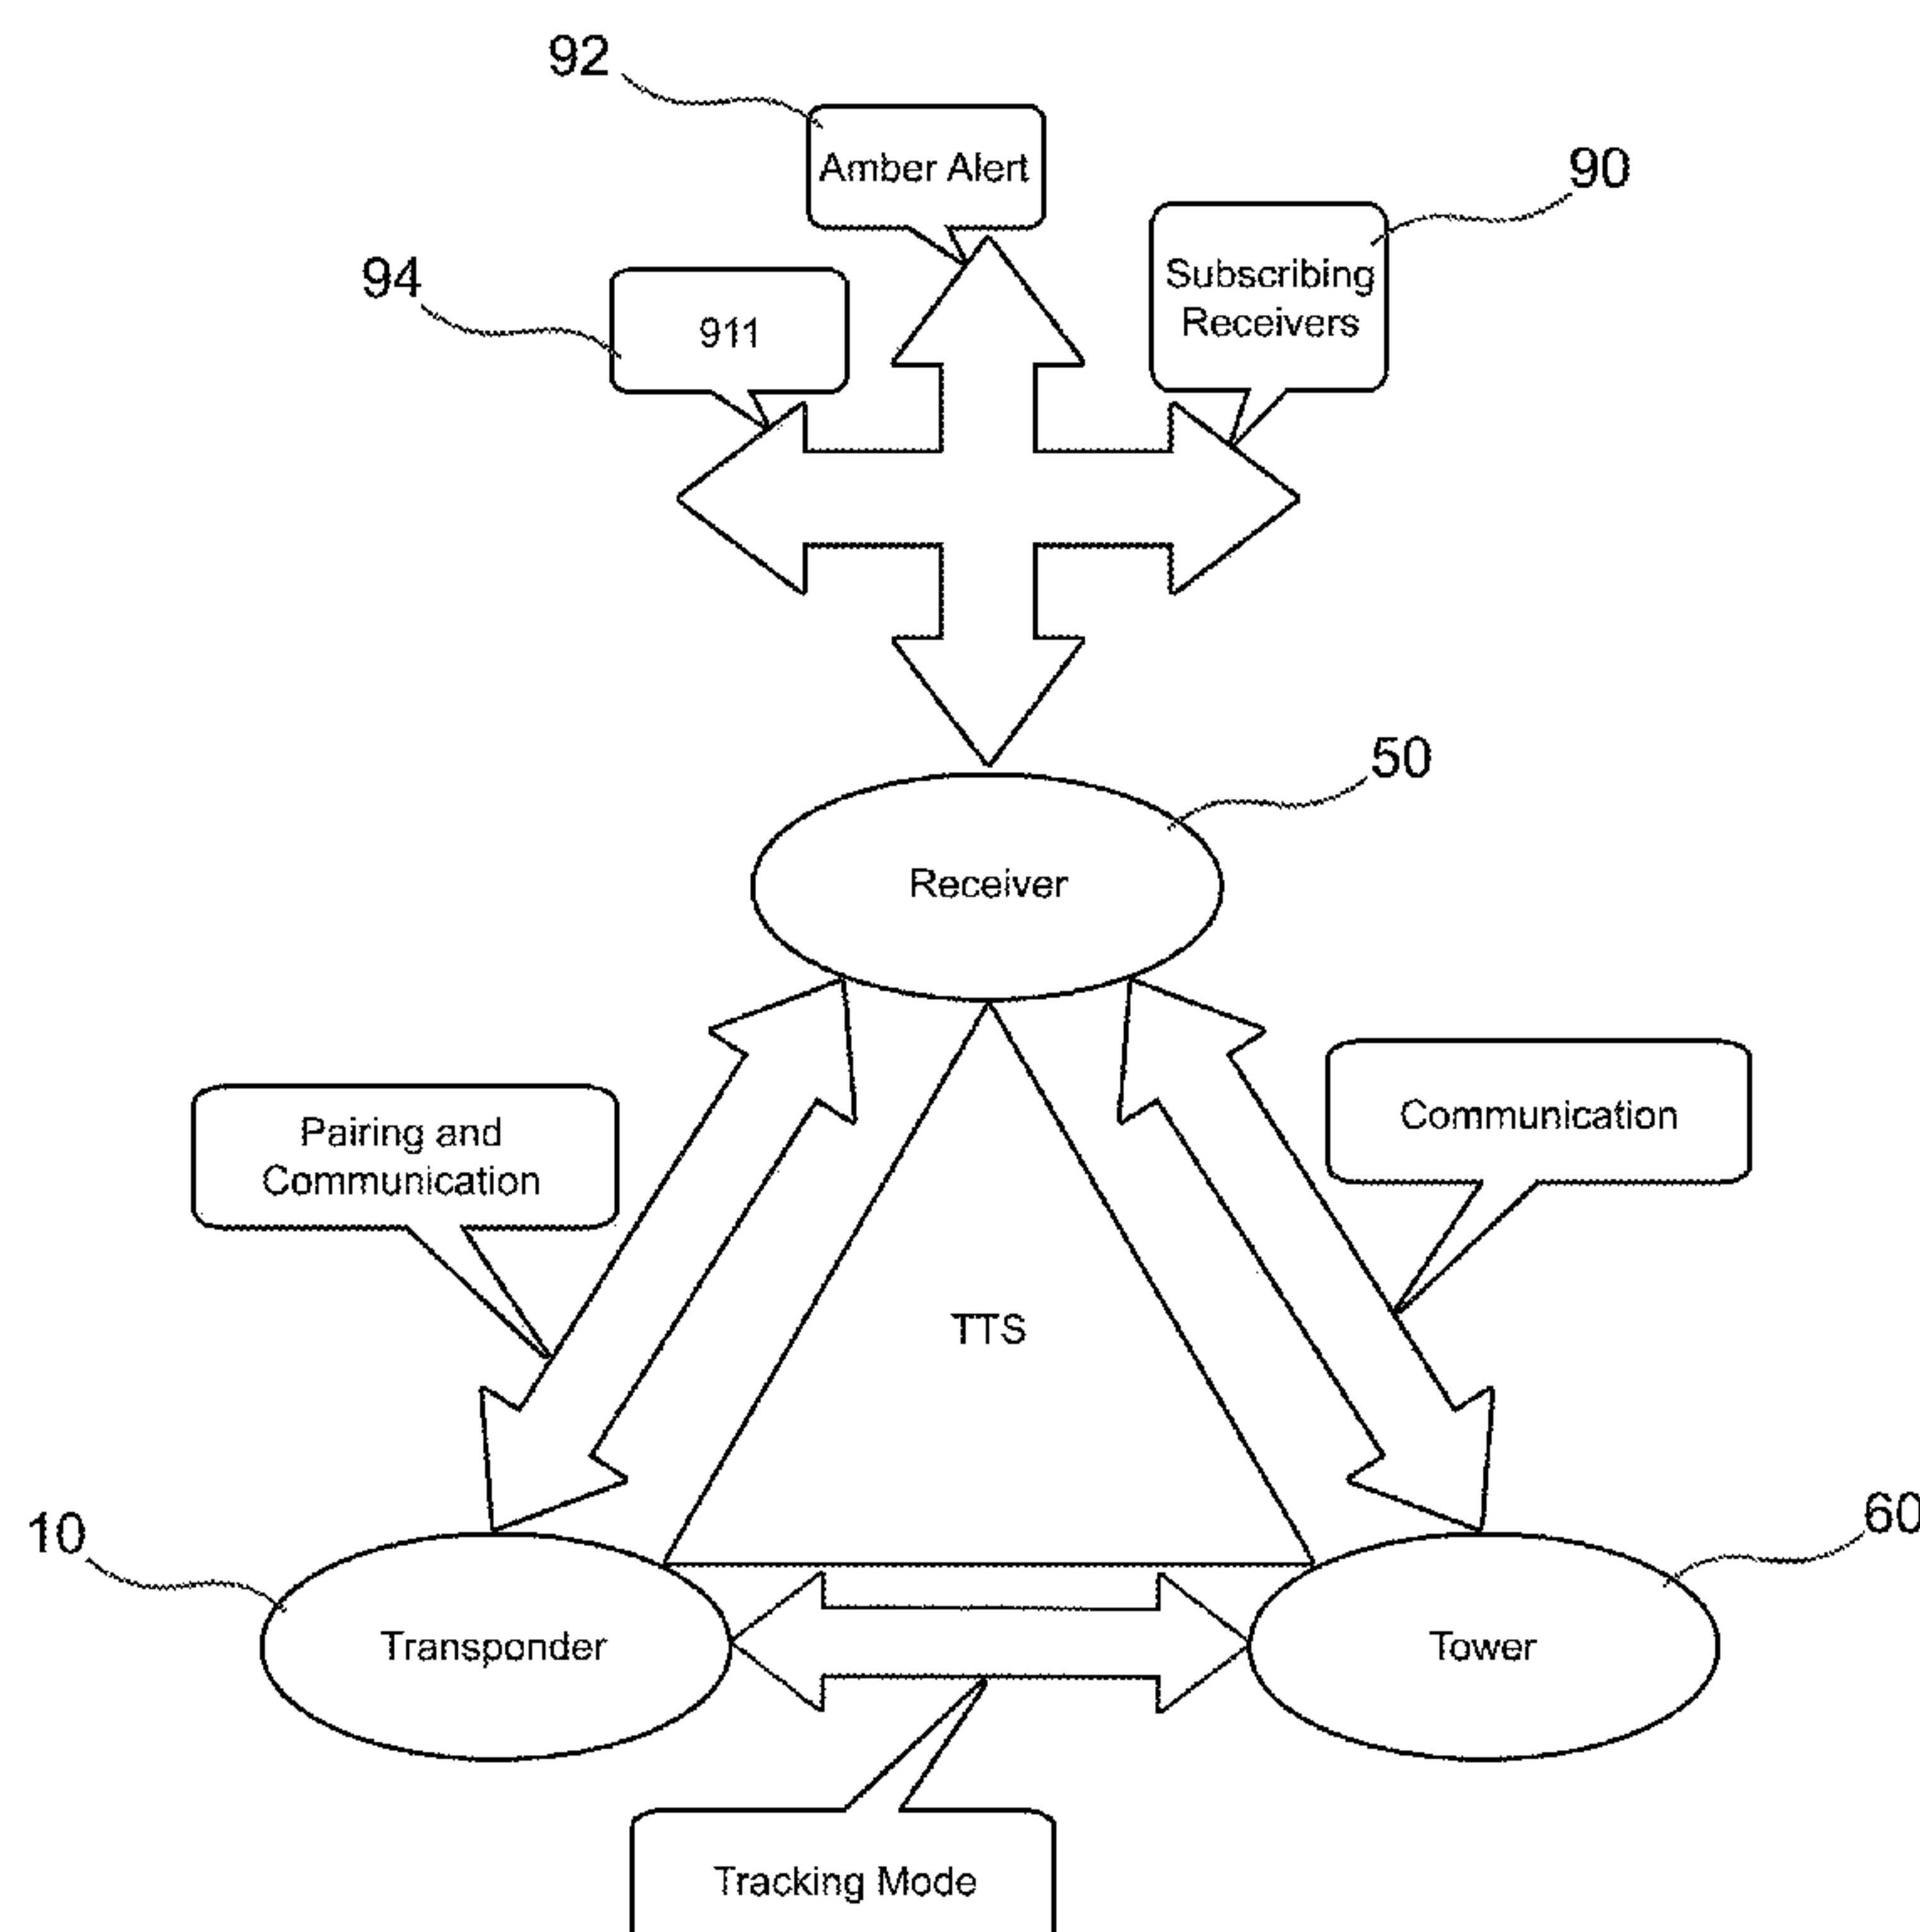 92
Amber Alert
90
Subscribing
Receivers
94
911
50
Receiver
Pairing and
Communication
Communication
TTS
10
60
Transponder
Tower
Tracking Mode